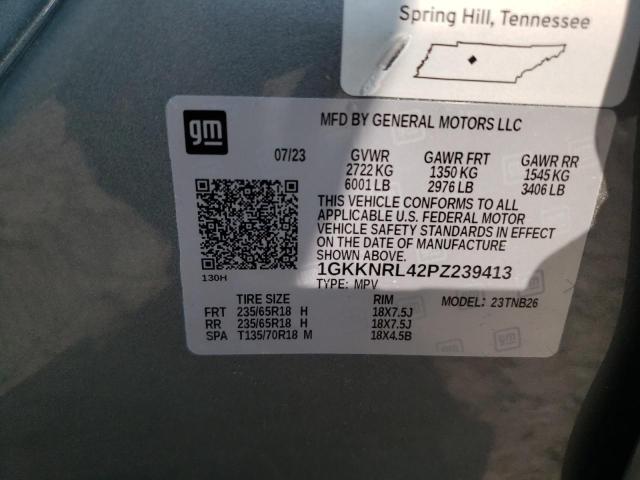 Spring Hill, Tennessee
gm
MFD BY GENERAL MOTORS LLC
07/23 GVWR GAWR FRT GAWR RR
2722 KG 1350 KG 1545 KG
6001 LB 2976 LB 3406 LB
THIS VEHICLE CONFORMS TO ALL
APPLICABLE U.S. FEDERAL MOTOR
VEHICLE SAFETY STANDARDS IN EFFECT
ON THE DATE OF MANUFACTURE
SHOWN ABOVE.
130H
1GKKNRL42PZ239413
TYPE: MPV
TIRE SIZE RIM MODEL: 23TNB26
FRT 235/65R18 H 18X7.5J
RR 235/65R18 H 18X7.5J
SPA T135/70R18 M 18X4.5B
gm